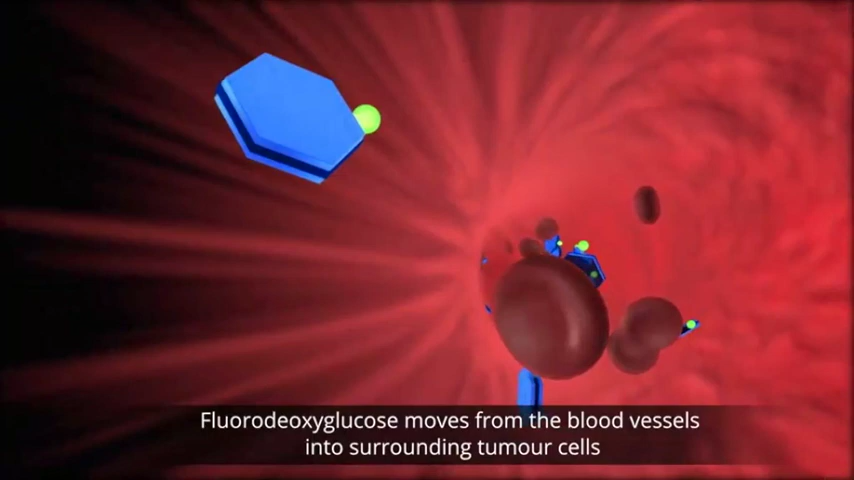 Fluorodeoxyglucose moves from the blood vessels
into surrounding tumour cells